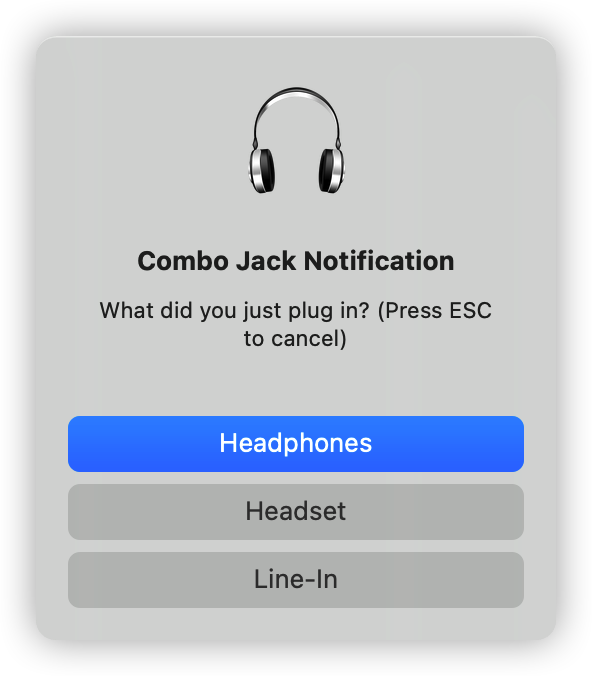 Combo Jack Notification
What did you just plug in? (Press ESC
to cancel)
Headphones
Headset
Line-In